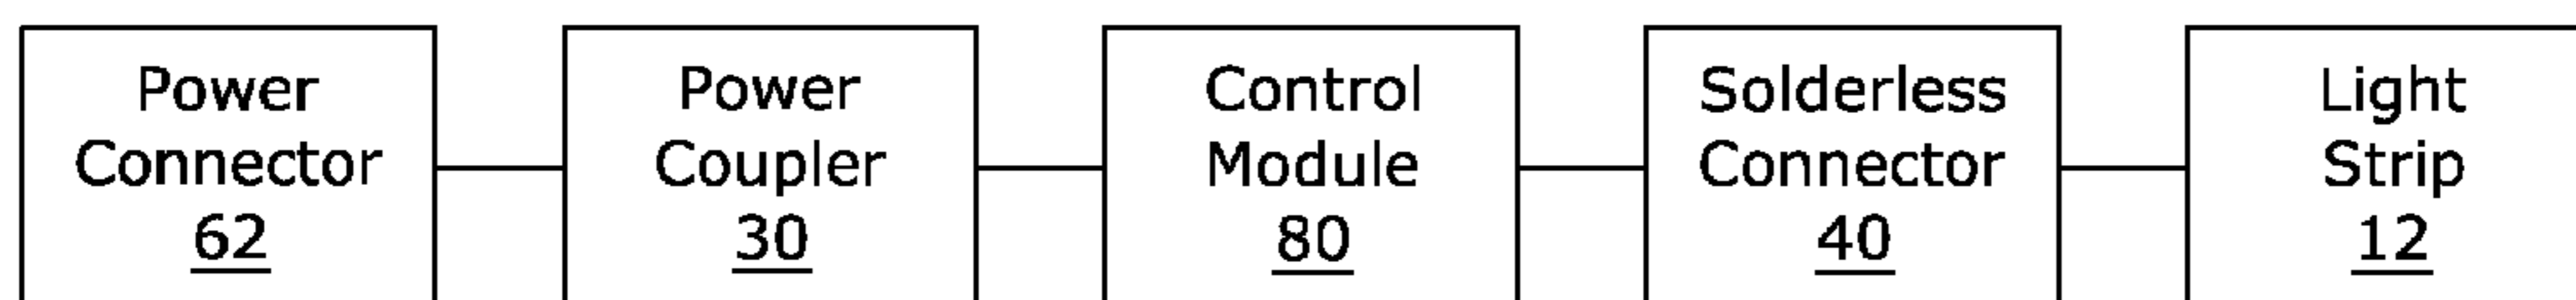 Power
Connector
62
Power
Coupler
30
Control
Module
80
Solderless
Connector
40
Light
Strip
12